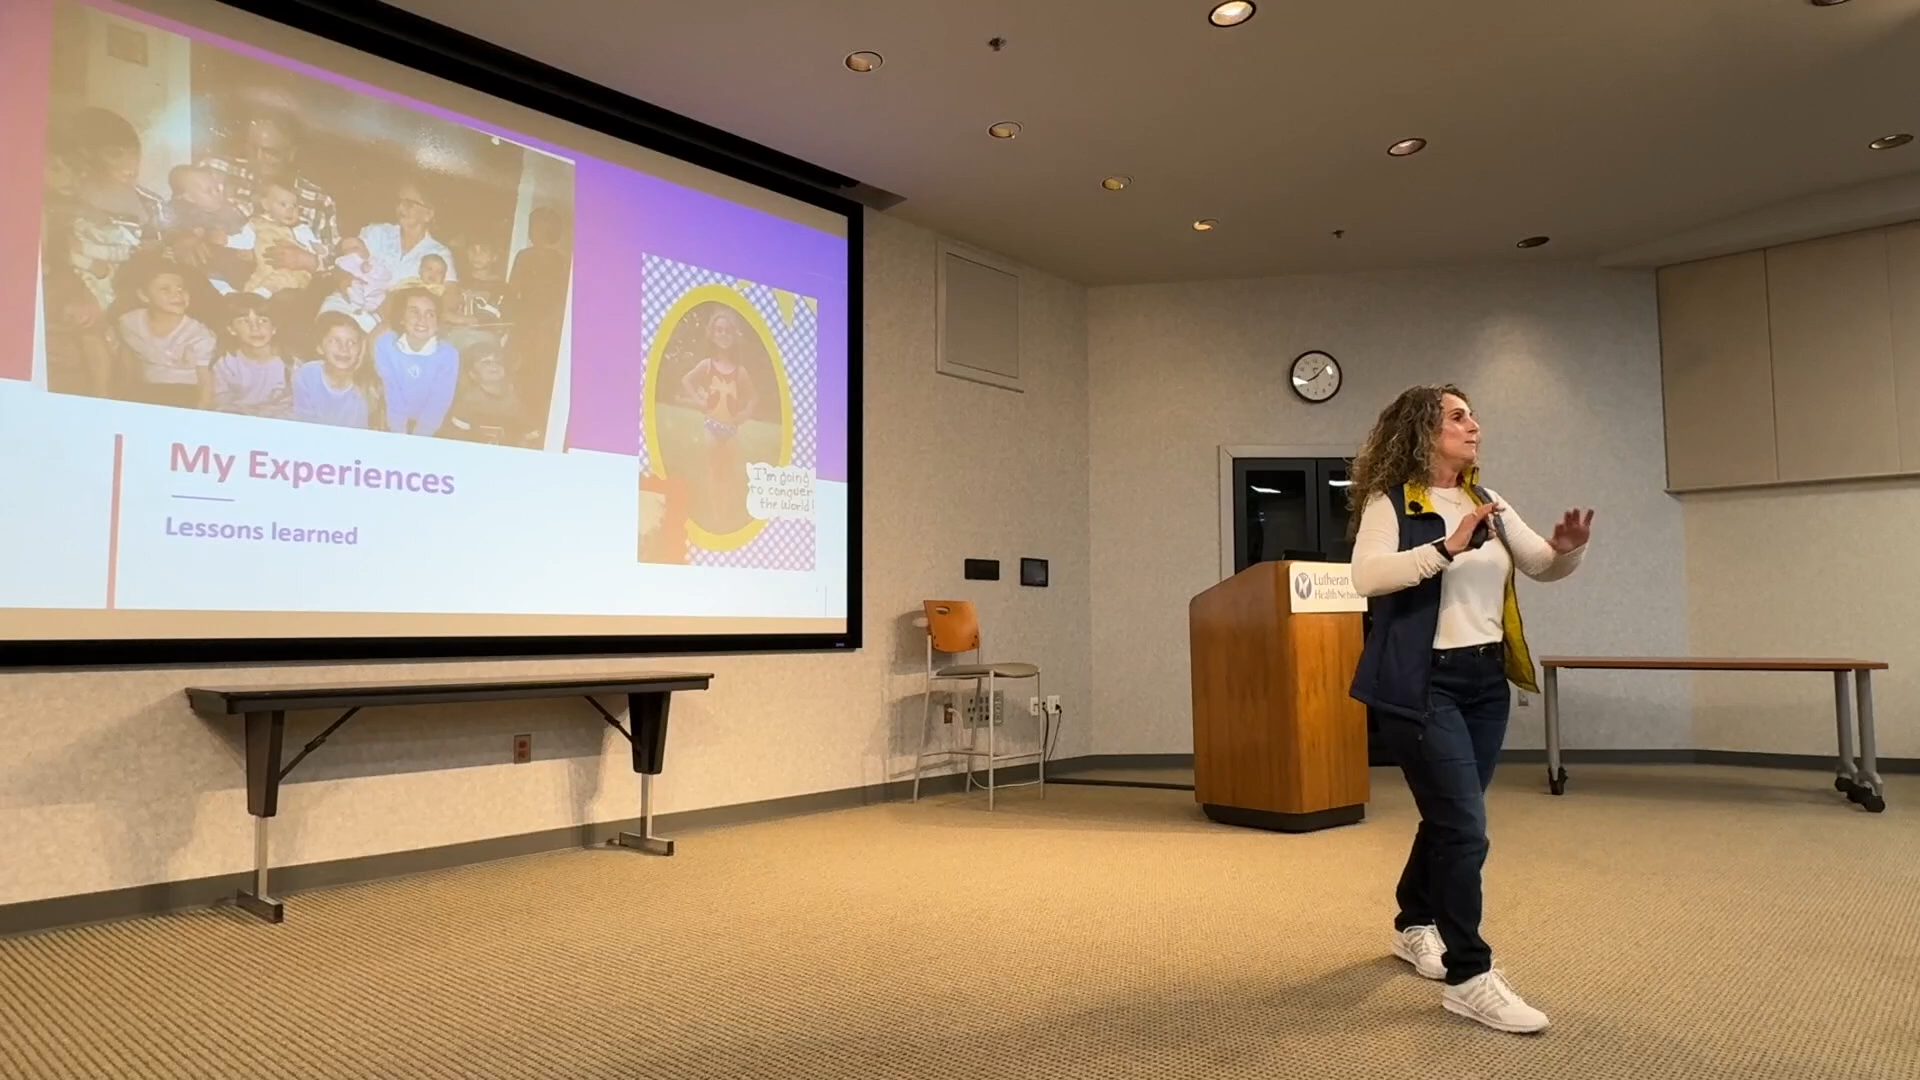 My Experiences
Lessons learned
I'm going
to conquer
the world!
Lutheran
Health Network